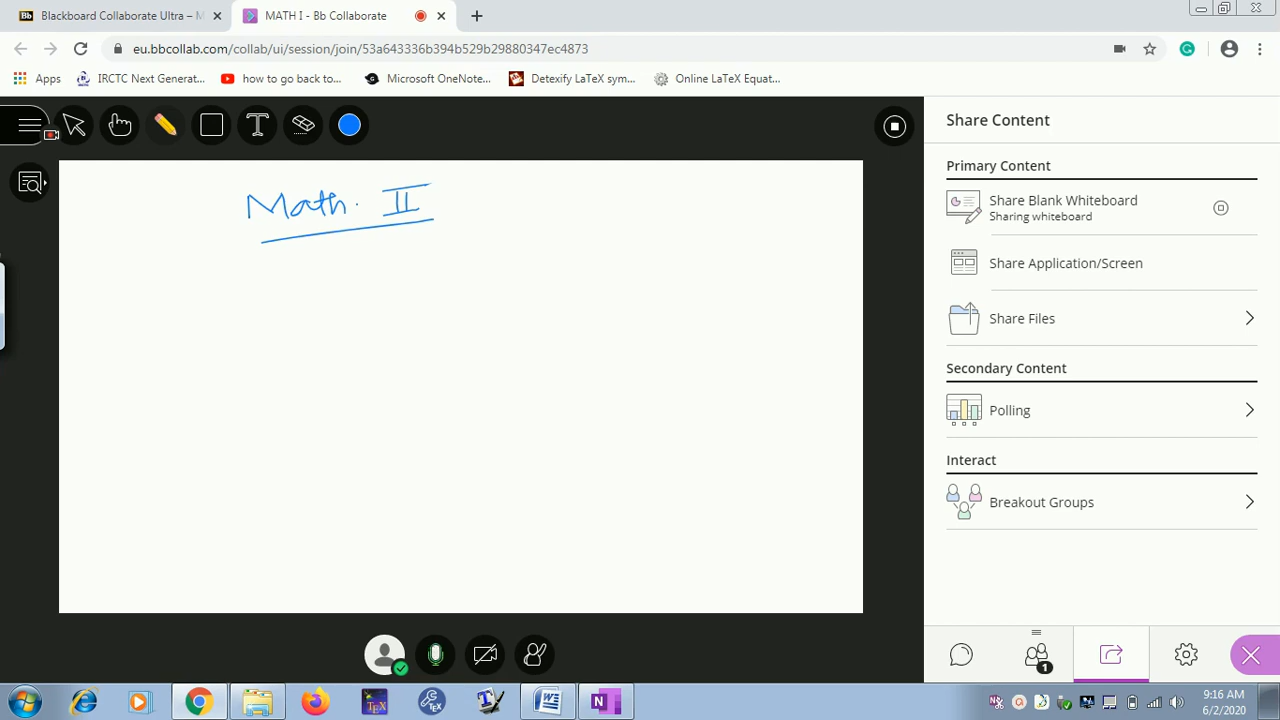 Blackboard Collaborate Ultra – M
MATH I - Bb Collaborate
eu.bbcollab.com/collab/ui/session/join/53a643336b394b529b29880347ec4873
Apps
IRCTC Next Generat...
how to go back to...
Microsoft OneNote...
Detexify LaTeX sym...
Online LaTeX Equat...
Math. II
Share Content
Primary Content
Share Blank Whiteboard
Sharing whiteboard
Share Application/Screen
Share Files
Secondary Content
Polling
Interact
Breakout Groups
1
9:16 AM
6/2/2020